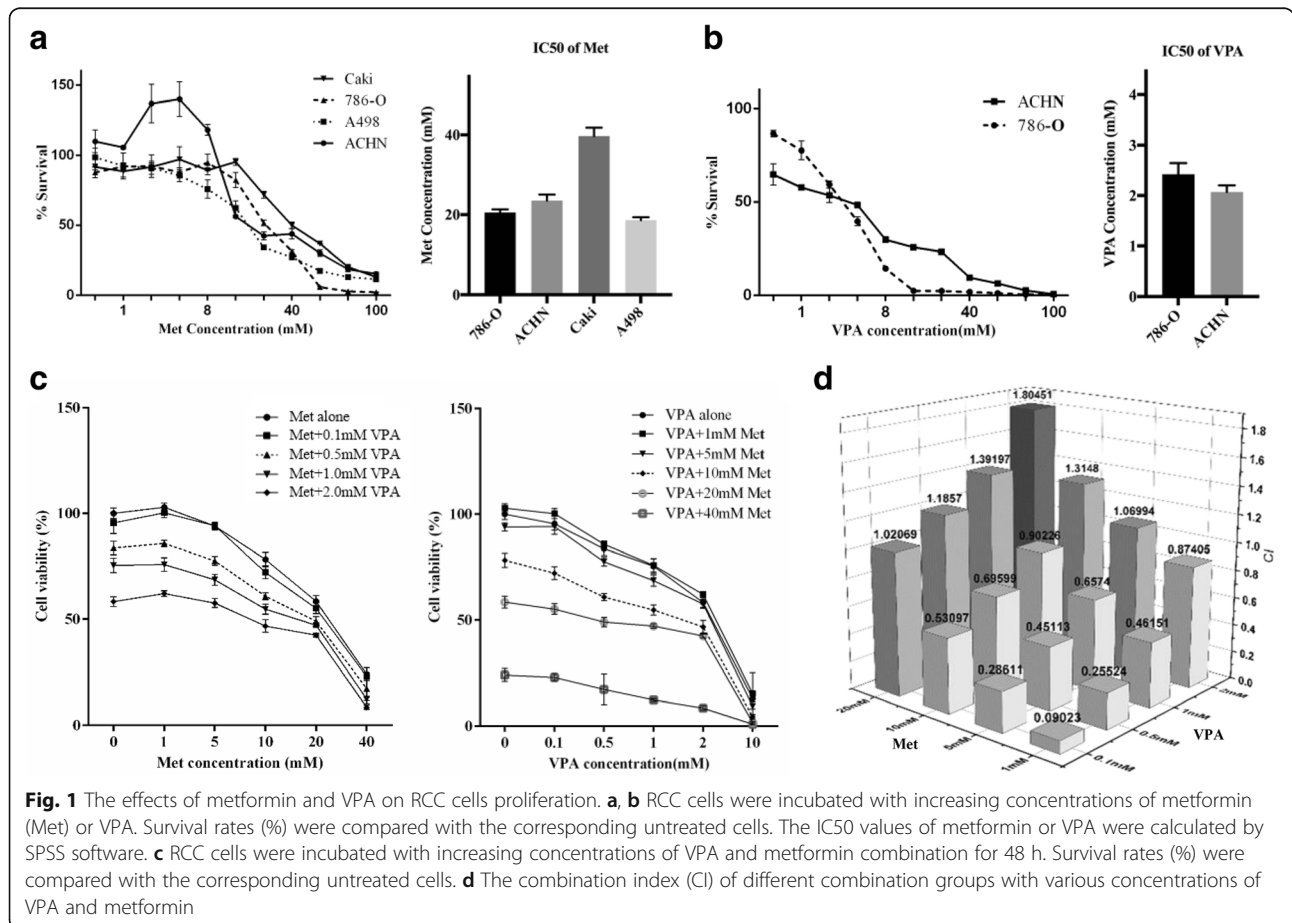 a
150
100
50
0
% Survival
1
8
40
100
Met Concentration (mM)
Caki
786-O
A498
ACHN
IC50 of Met
40
20
0
Met Concentration (mM)
786-O
ACHN
Caki
A498
b
100
50
0
% Survival
1
8
40
100
VPA concentration(mM)
ACHN
786-O
IC50 of VPA
4
3
2
1
0
VPA Concentration (mM)
786-O
ACHN
c
150
100
50
0
Cell viability (%)
0
1
5
10
20
40
Met concentration (mM)
Met alone
Met+0.1mM VPA
Met+0.5mM VPA
Met+1.0mM VPA
Met+2.0mM VPA
150
100
50
0
Cell viability (%)
0
0.1
0.5
1
2
10
VPA concentration(mM)
VPA alone
VPA+1mM Met
VPA+5mM Met
VPA+10mM Met
VPA+20mM Met
VPA+40mM Met
d
1.80451
1.39197
1.3148
1.1857
1.06994
1.02069
0.90226
0.87405
0.69599
0.6574
0.53097
0.45113
0.46151
0.28611
0.25524
0.09023
1.8
1.6
1.4
1.2
1.0
0.8
0.6
0.4
0.2
0.0
CI
20mM
10mM
5mM
1mM
Met
0.1mM
0.5mM
1mM
2mM
VPA
Fig. 1 The effects of metformin and VPA on RCC cells proliferation. a, b RCC cells were incubated with increasing concentrations of metformin
(Met) or VPA. Survival rates (%) were compared with the corresponding untreated cells. The IC50 values of metformin or VPA were calculated by
SPSS software. c RCC cells were incubated with increasing concentrations of VPA and metformin combination for 48 h. Survival rates (%) were
compared with the corresponding untreated cells. d The combination index (CI) of different combination groups with various concentrations of
VPA and metformin